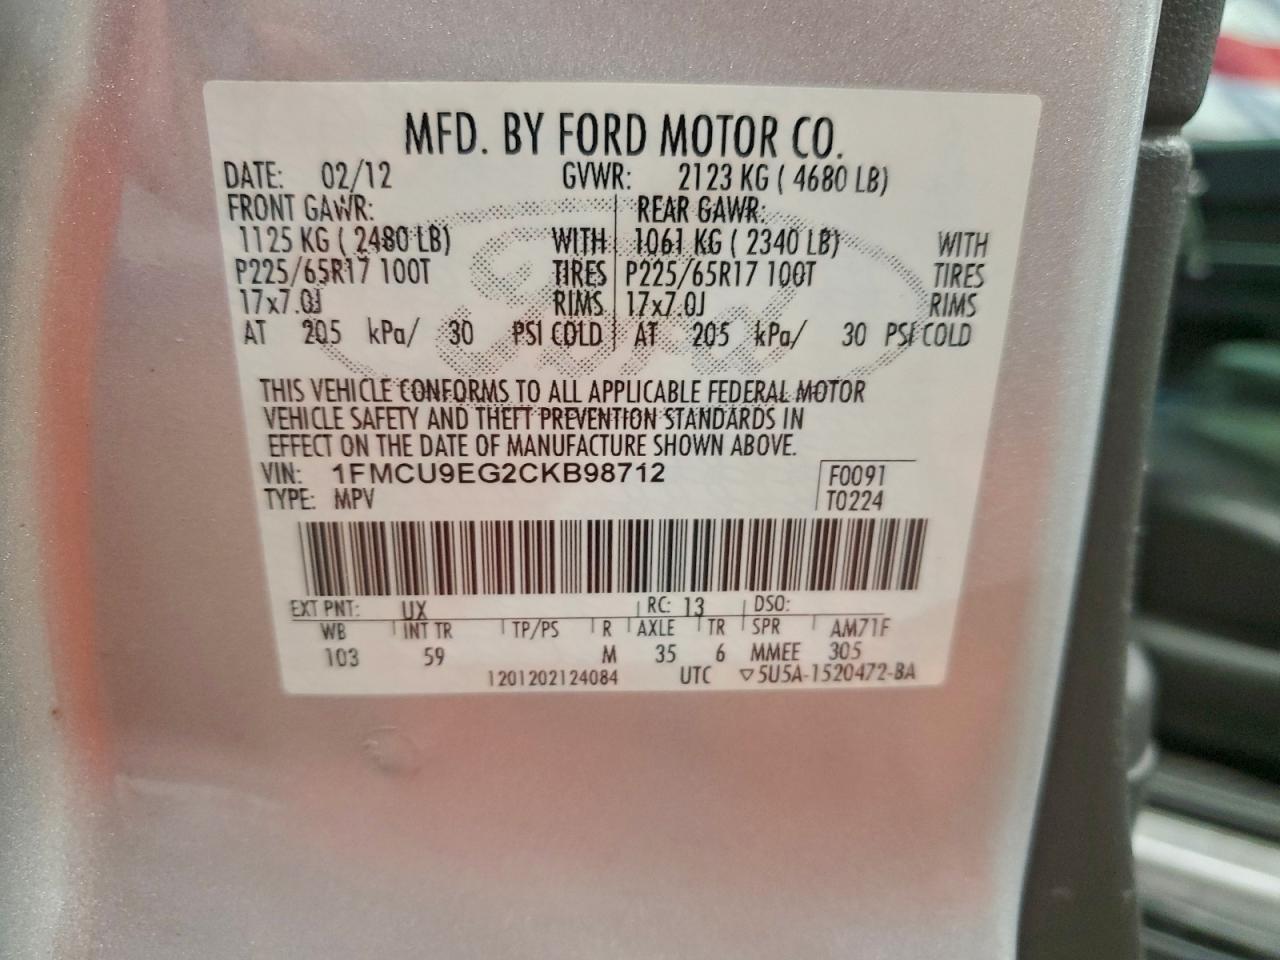 MFD. BY FORD MOTOR CO.
DATE: 02/12 GVWR: 2123 KG ( 4680 LB)
FRONT GAWR: REAR GAWR:
1125 KG ( 2480 LB) WITH 1061 KG ( 2340 LB) WITH
P225/65R17 100T TIRES P225/65R17 100T TIRES
17x7.0J RIMS 17x7.0J RIMS
AT 205 kPa/ 30 PSI COLD AT 205 kPa/ 30 PSI COLD
Ford
THIS VEHICLE CONFORMS TO ALL APPLICABLE FEDERAL MOTOR
VEHICLE SAFETY AND THEFT PREVENTION STANDARDS IN
EFFECT ON THE DATE OF MANUFACTURE SHOWN ABOVE.
VIN: 1FMCU9EG2CKB98712 F0091
TYPE: MPV T0224
EXT PNT: UX RC: 13 DSO:
WB INT TR TP/PS R AXLE TR SPR AM71F
103 59 M 35 6 MMEE 305
1201202124084 UTC ▽5U5A-1520472-BA